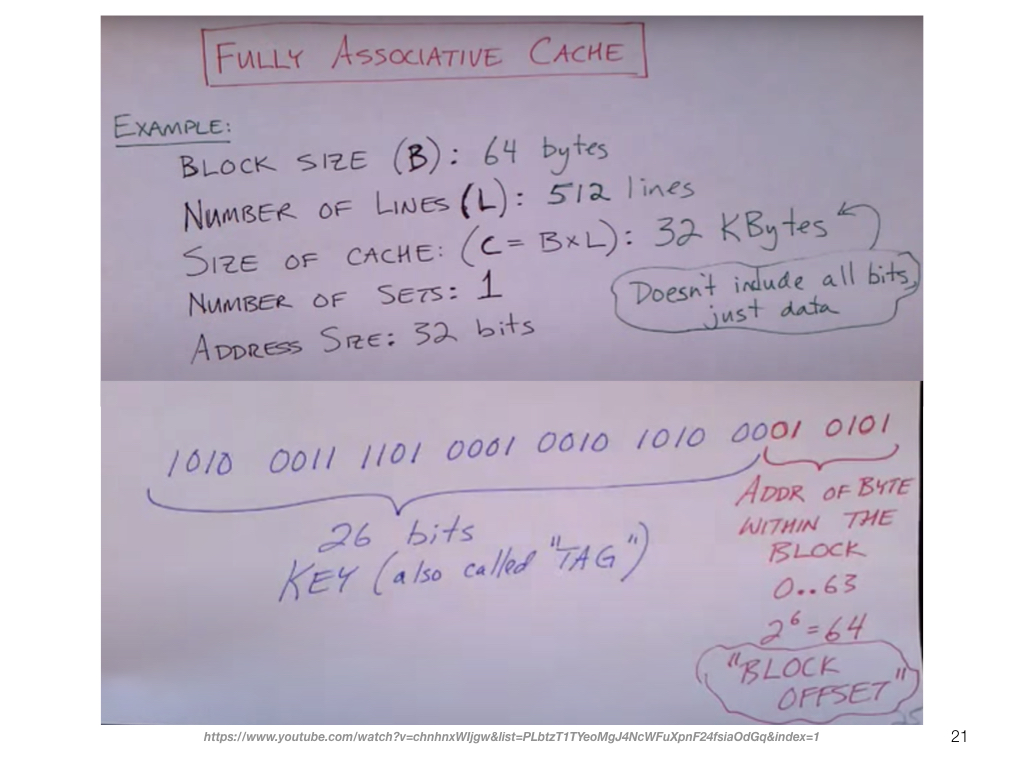 FULLY ASSOCIATIVE CACHE
EXAMPLE:
BLOCK SIZE (B): 64 bytes
NUMBER OF LINES (L): 512 lines
SIZE OF CACHE: (C = B×L): 32 KBytes
Doesn't include all bits,
just data
NUMBER OF SETS: 1
ADDRESS SIZE: 32 bits
1010 0011 1101 0001 0010 1010 0001 0101
26 bits
KEY (also called "TAG")
ADDR OF BYTE
WITHIN THE
BLOCK
0..63
2^6 = 64
"BLOCK
OFFSET"
https://www.youtube.com/watch?v=chnhnxWIjgw&list=PLbtzT1TYeoMgJ4NcWFuXpnF24fsiaOdGq&index=1
21